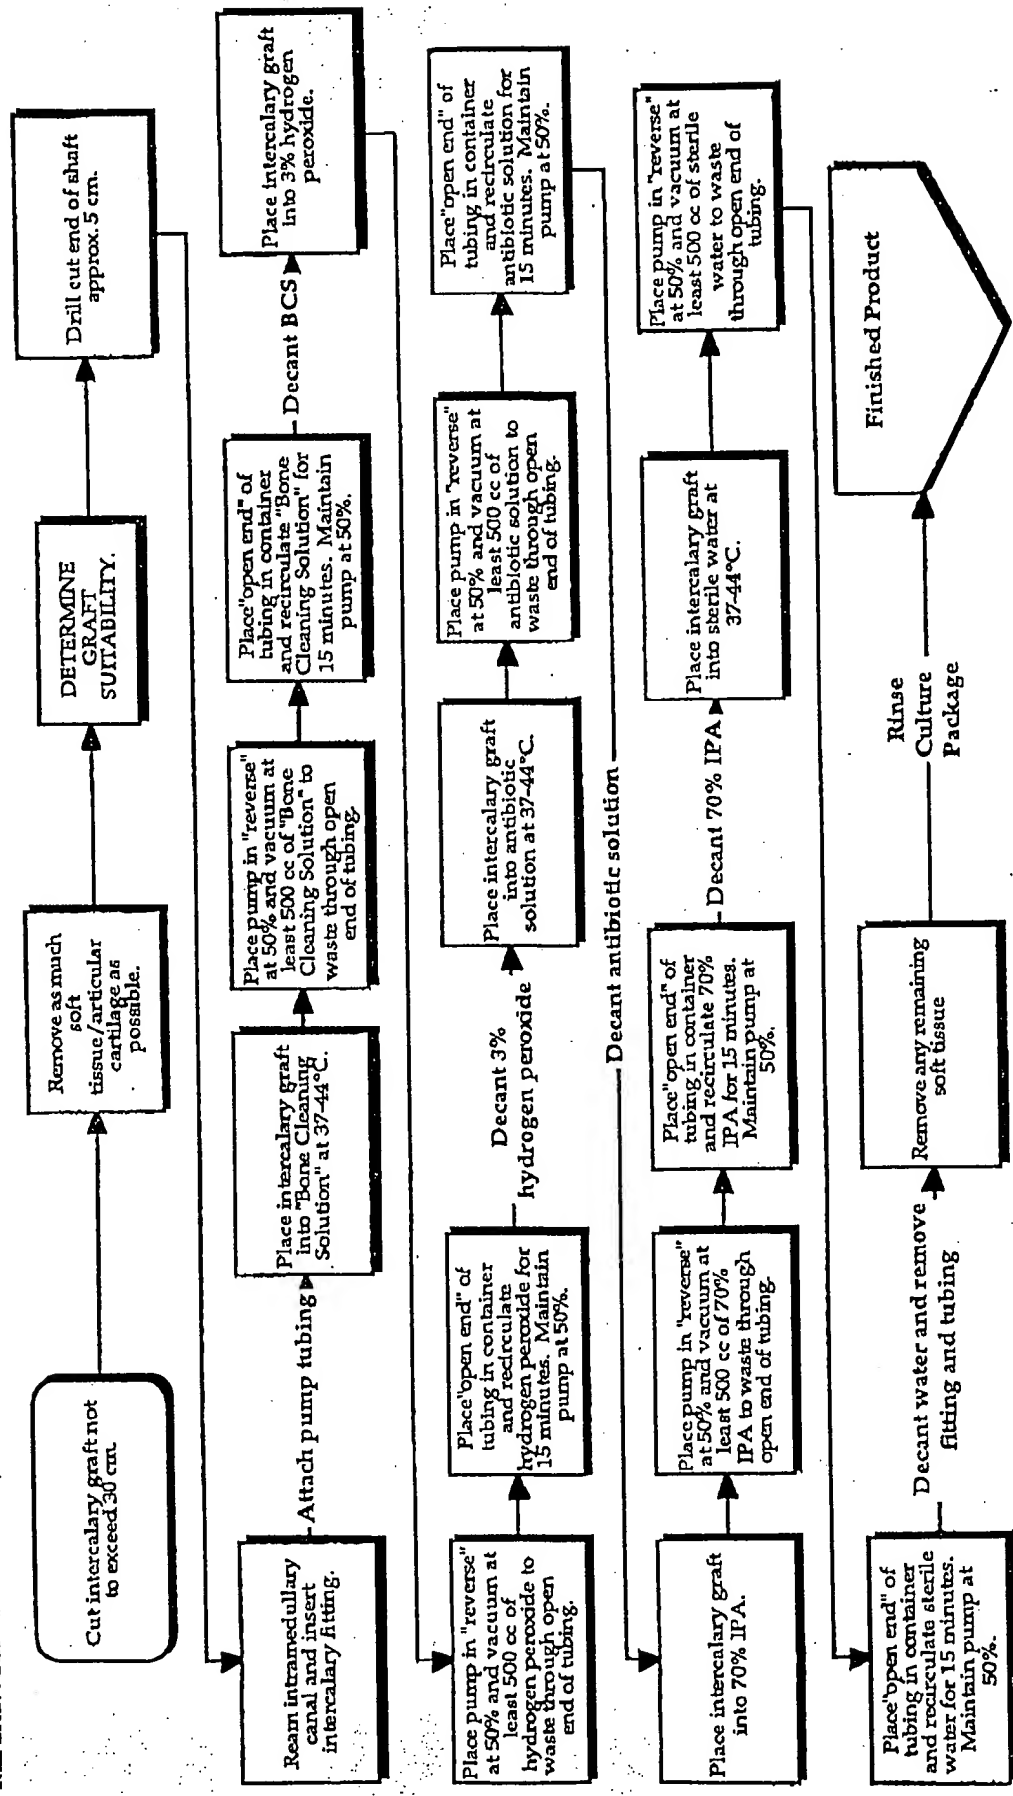 Cut intercalary graft not
to exceed 30 cm.
Remove as much
soft
tissue/articular
cartilage as
possible.
DETERMINE
GRAFT
SUITABILITY.
Drill cut end of shaft
approx. 5 cm.
Ream intramedullary
canal and insert
intercalary fitting.
Attach pump tubing
Place intercalary graft
into "Bone Cleaning
Solution" at 37-44°C.
Place pump in "reverse"
at 50% and vacuum at
least 500 cc of "Bone
Cleaning Solution" to
waste through open
end of tubing.
Place "open end" of
tubing in container
and recirculate "Bone
Cleaning Solution" for
15 minutes. Maintain
pump at 50%.
Decant BCS
Place intercalary graft
into 3% hydrogen
peroxide.
Place pump in "reverse"
at 50% and vacuum at
least 500 cc of
hydrogen peroxide to
waste through open
end of tubing.
Place "open end" of
tubing in container
and recirculate
hydrogen peroxide for
15 minutes. Maintain
pump at 50%.
Decant 3%
hydrogen peroxide
Place intercalary graft
into antibiotic
solution at 37-44°C.
Place pump in "reverse"
at 50% and vacuum at
least 500 cc of
antibiotic solution to
waste through open
end of tubing.
Place "open end" of
tubing in container
and recirculate
antibiotic solution for
15 minutes. Maintain
pump at 50%.
Decant antibiotic solution
Place intercalary graft
into 70% IPA.
Place pump in "reverse"
at 50% and vacuum at
least 500 cc of 70%
IPA to waste through
open end of tubing.
Place "open end" of
tubing in container
and recirculate 70%
IPA for 15 minutes.
Maintain pump at
50%.
Decant 70% IPA
Place intercalary graft
into sterile water at
37-44°C.
Place pump in "reverse"
at 50% and vacuum at
least 500 cc of sterile
water to waste
through open end of
tubing.
Place "open end" of
tubing in container
and recirculate sterile
water for 15 minutes.
Maintain pump at
50%.
Decant water and remove
fitting and tubing
Remove any remaining
soft tissue
Rinse
Culture
Package
Finished Product